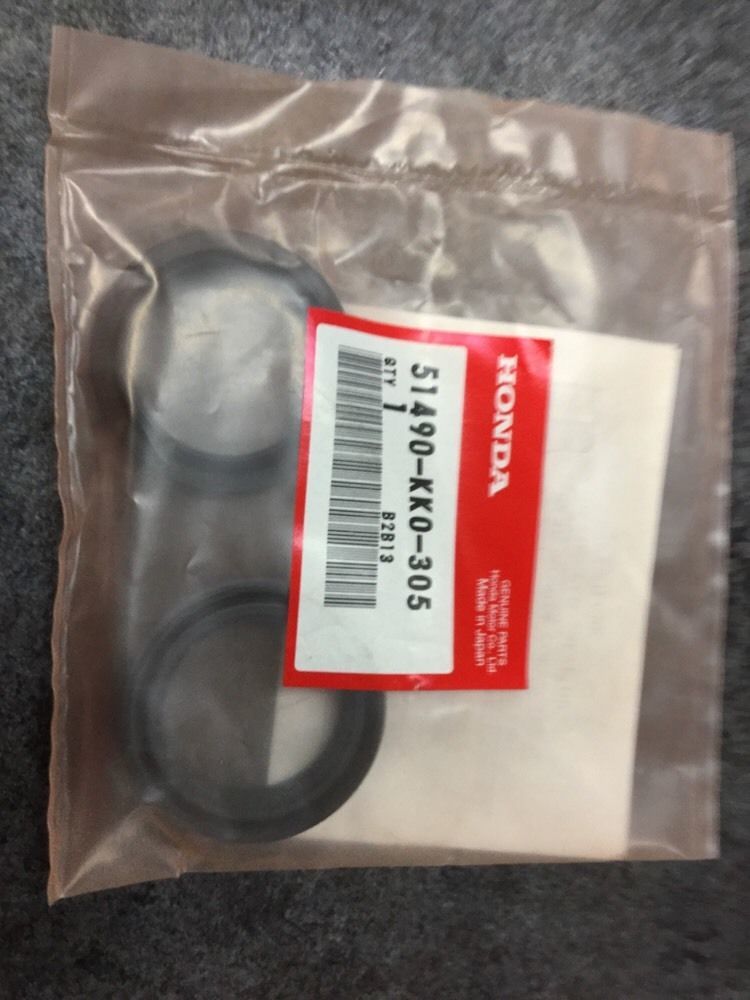 HONDA
GENUINE PARTS
Honda Motor Co., Ltd
Made in Japan
51490-KK0-305
QTY 1
B2B13